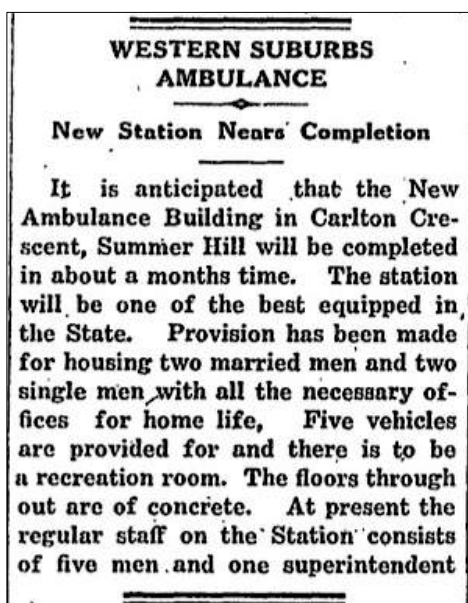 WESTERN SUBURBS
AMBULANCE
New Station Nears Completion
It is anticipated that the New
Ambulance Building in Carlton Cre-
scent, Summer Hill will be completed
in about a months time. The station
will be one of the best equipped in
the State. Provision has been made
for housing two married men and two
single men with all the necessary of-
fices for home life, Five vehicles
are provided for and there is to be
a recreation room. The floors through
out are of concrete. At present the
regular staff on the Station consists
of five men and one superintendent